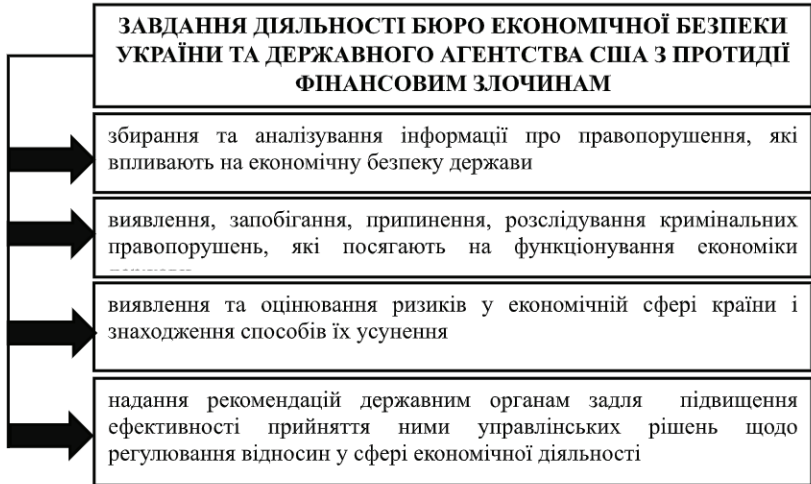 ЗАВДАННЯ ДІЯЛЬНОСТІ БЮРО ЕКОНОМІЧНОЇ БЕЗПЕКИ
УКРАЇНИ ТА ДЕРЖАВНОГО АГЕНТСТВА США З ПРОТИДІЇ
ФІНАНСОВИМ ЗЛОЧИНАМ
збирання та аналізування інформації про правопорушення, які
впливають на економічну безпеку держави
виявлення, запобігання, припинення, розслідування кримінальних
правопорушень, які посягають на функціонування економіки
виявлення та оцінювання ризиків у економічній сфері країни і
знаходження способів їх усунення
надання рекомендацій державним органам задля підвищення
ефективності прийняття ними управлінських рішень щодо
регулювання відносин у сфері економічної діяльності